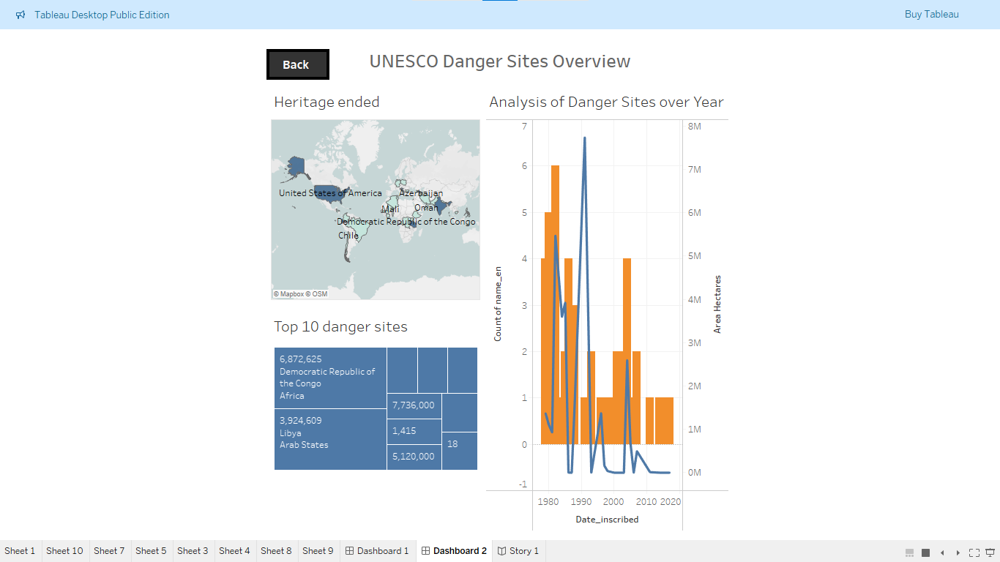 Tableau Desktop Public Edition
Buy Tableau
Back
UNESCO Danger Sites Overview
Heritage ended
United States of America
Azerbaijan
Mali
Oman
Democratic Republic of the Congo
Chile
© Mapbox © OSM
Top 10 danger sites
6,872,625
Democratic Republic of
the Congo
Africa
3,924,609
Libya
Arab States
7,736,000
1,415
5,120,000
18
Analysis of Danger Sites over Year
Count of name_en
7
6
5
4
3
2
1
0
-1
8M
7M
6M
5M
4M
3M
2M
1M
0M
Area Hectares
1980 1990 2000 2010 2020
Date_inscribed
Sheet 1 Sheet 10 Sheet 7 Sheet 5 Sheet 3 Sheet 4 Sheet 8 Sheet 9 Dashboard 1 Dashboard 2 Story 1